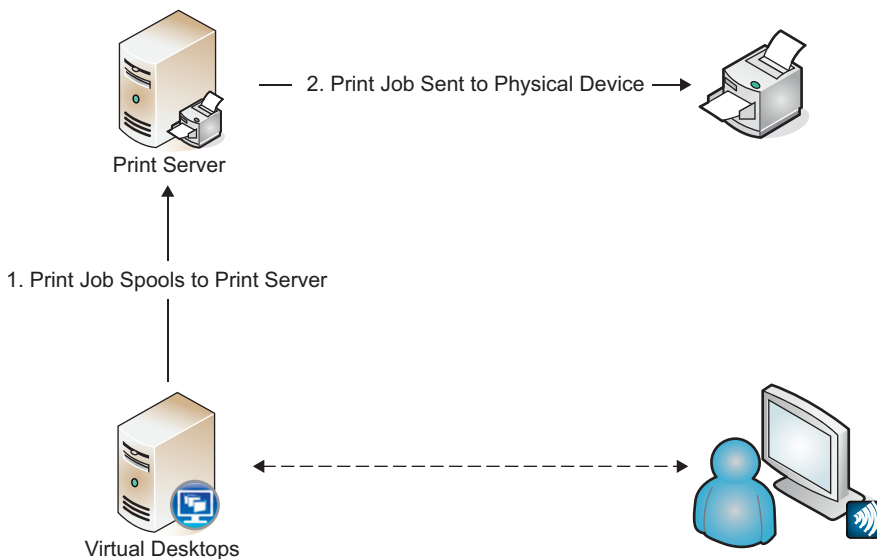 2. Print Job Sent to Physical Device
Print Server
1. Print Job Spools to Print Server
Virtual Desktops